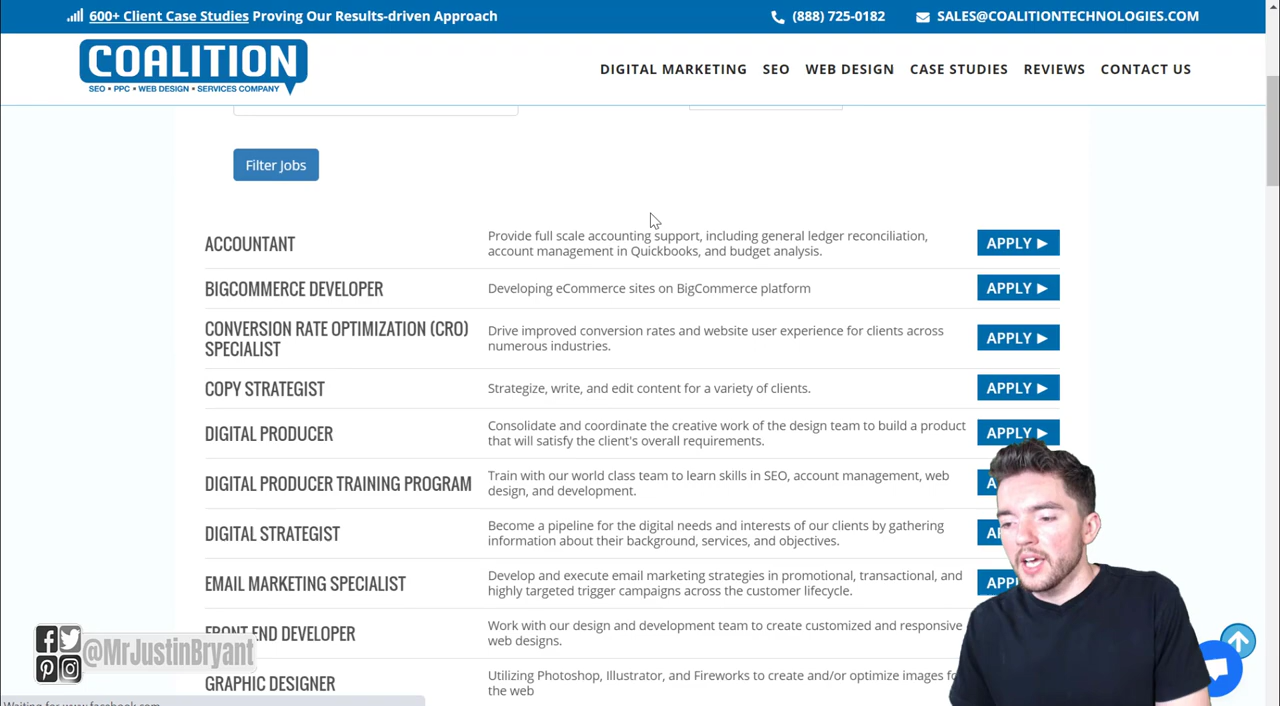 600+ Client Case Studies Proving Our Results-driven Approach
(888) 725-0182
SALES@COALITIONTECHNOLOGIES.COM
COALITION
SEO • PPC • WEB DESIGN • SERVICES COMPANY
DIGITAL MARKETING
SEO
WEB DESIGN
CASE STUDIES
REVIEWS
CONTACT US
Filter Jobs
ACCOUNTANT
Provide full scale accounting support, including general ledger reconciliation,
account management in Quickbooks, and budget analysis.
APPLY ▶
BIGCOMMERCE DEVELOPER
Developing eCommerce sites on BigCommerce platform
APPLY ▶
CONVERSION RATE OPTIMIZATION (CRO)
SPECIALIST
Drive improved conversion rates and website user experience for clients across
numerous industries.
APPLY ▶
COPY STRATEGIST
Strategize, write, and edit content for a variety of clients.
APPLY ▶
DIGITAL PRODUCER
Consolidate and coordinate the creative work of the design team to build a product
that will satisfy the client's overall requirements.
APPLY ▶
DIGITAL PRODUCER TRAINING PROGRAM
Train with our world class team to learn skills in SEO, account management, web
design, and development.
DIGITAL STRATEGIST
Become a pipeline for the digital needs and interests of our clients by gathering
information about their background, services, and objectives.
EMAIL MARKETING SPECIALIST
Develop and execute email marketing strategies in promotional, transactional, and
highly targeted trigger campaigns across the customer lifecycle.
FRONT END DEVELOPER
Work with our design and development team to create customized and responsive
web designs.
@MrJustinBryant
GRAPHIC DESIGNER
Utilizing Photoshop, Illustrator, and Fireworks to create and/or optimize images
the web
Waiting for www.facebook.com